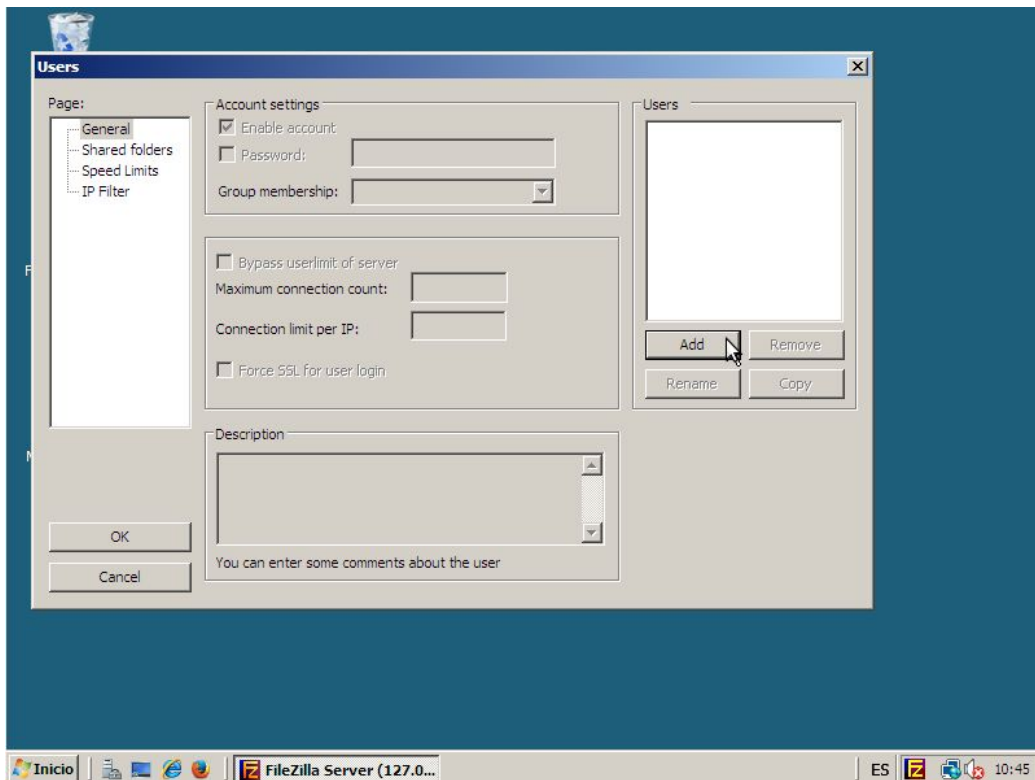 Users
Page:
General
Shared folders
Speed Limits
IP Filter
OK
Cancel
Account settings
Enable account
Password:
Group membership:
Bypass userlimit of server
Maximum connection count:
Connection limit per IP:
Force SSL for user login
Description
You can enter some comments about the user
Users
Add
Remove
Rename
Copy
F
Inicio
FileZilla Server (127.0...
ES
10:45